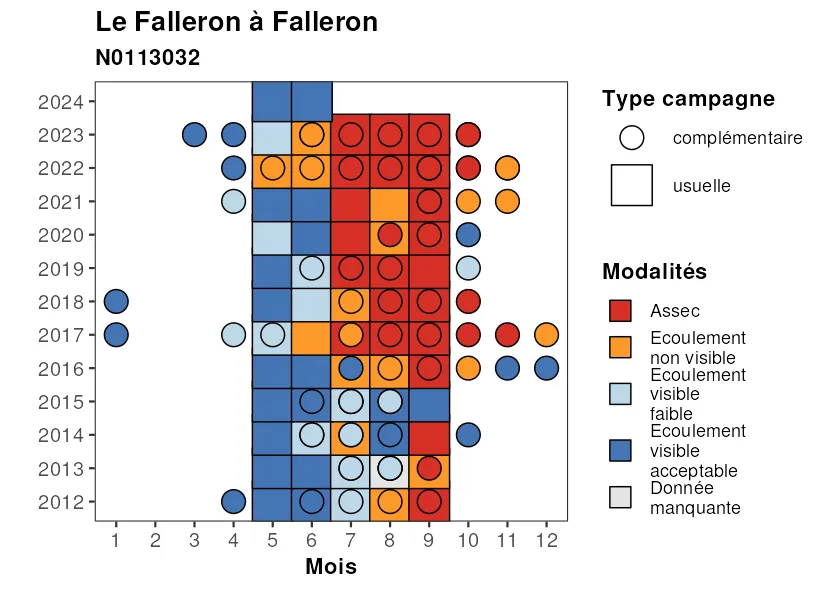 Le Falleron à Falleron
N0113032
2024
2023
2022
2021
2020
2019
2018
2017
2016
2015
2014
2013
2012
1 2 3 4 5 6 7 8 9 10 11 12
Mois
Type campagne
complémentaire
usuelle
Modalités
Assec
Ecoulement
non visible
Ecoulement
visible
faible
Ecoulement
visible
acceptable
Donnée
manquante